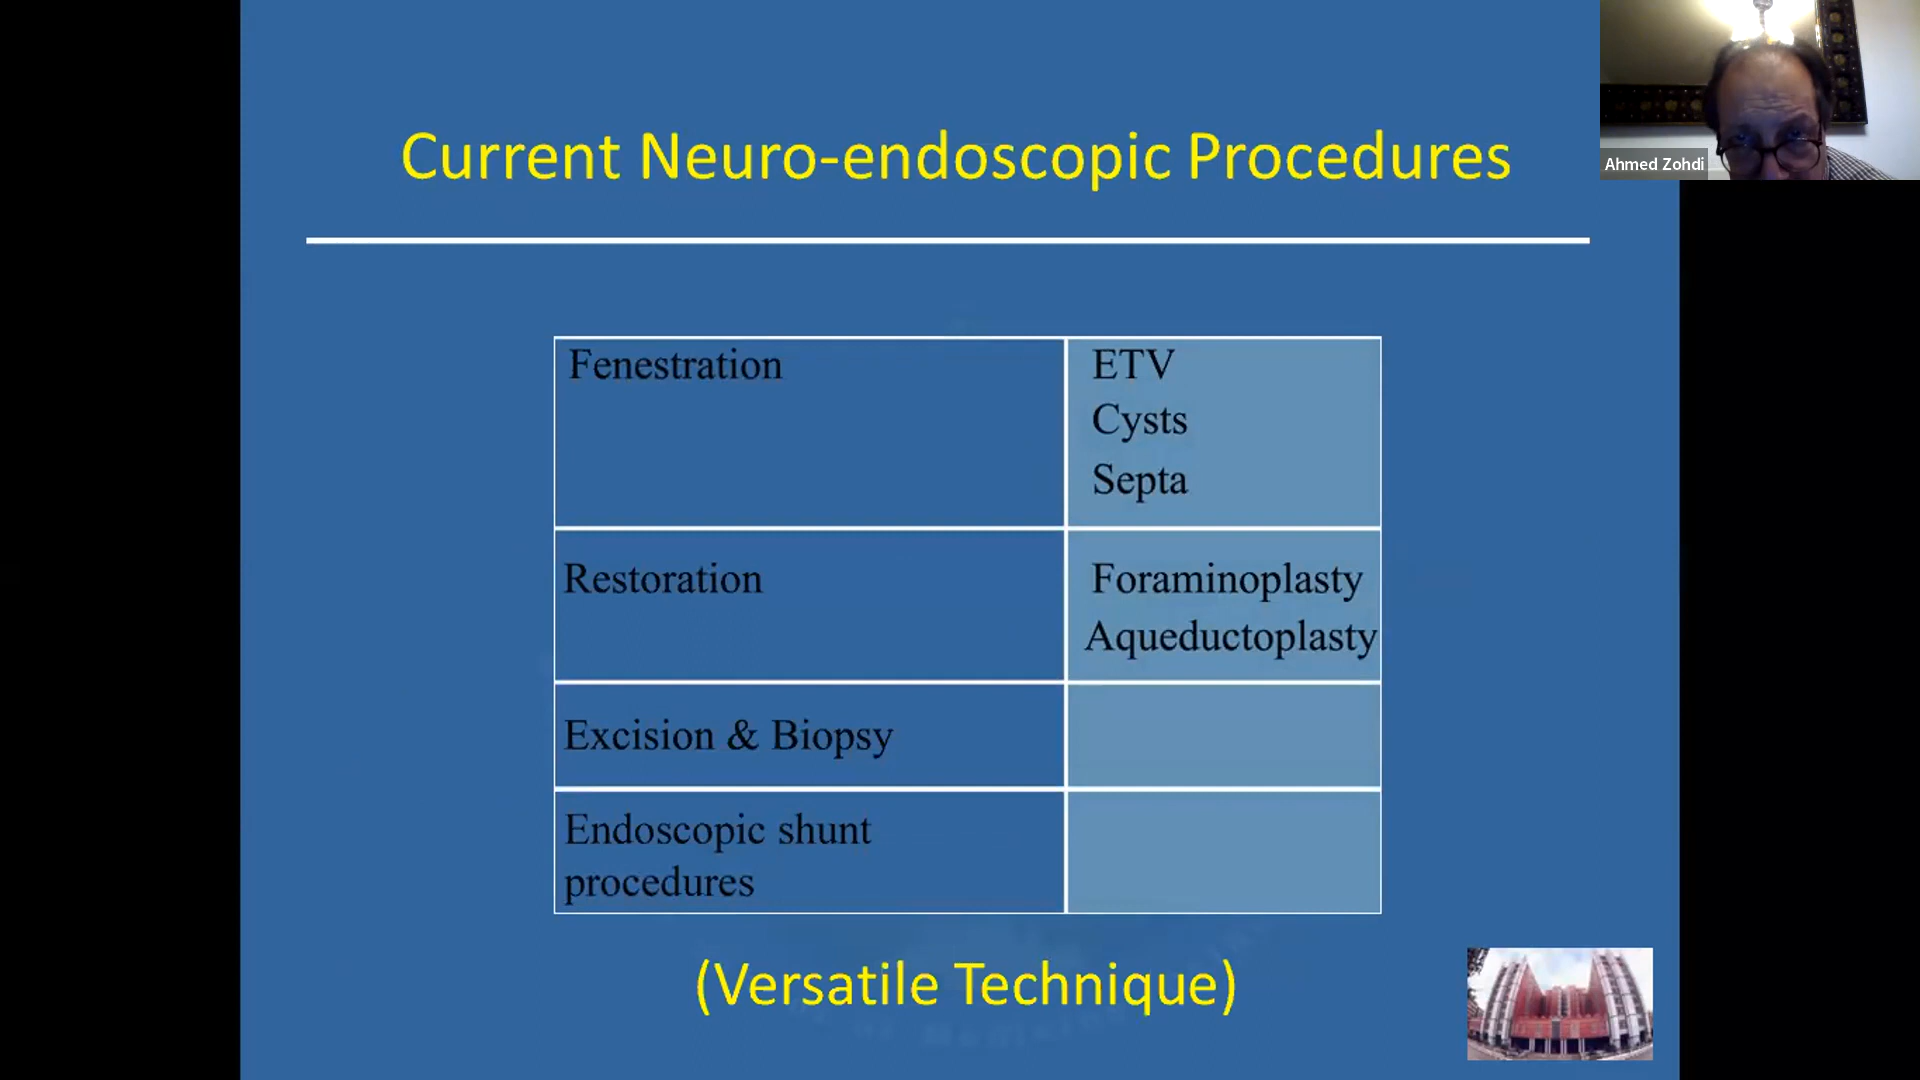 Current Neuro-endoscopic Procedures
Ahmed Zohdi
Fenestration
ETV
Cysts
Septa
Restoration
Foraminoplasty
Aqueductoplasty
Excision & Biopsy
Endoscopic shunt
procedures
(Versatile Technique)